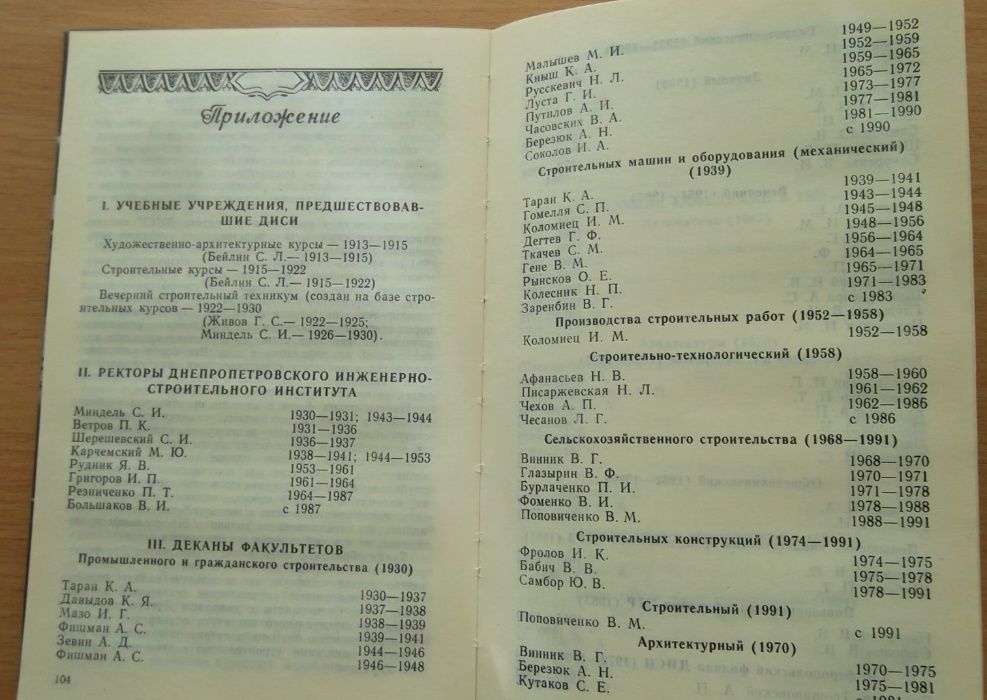 Приложение
I. УЧЕБНЫЕ УЧРЕЖДЕНИЯ, ПРЕДШЕСТВОВАВ-
ШИЕ ДИСИ
Художественно-архитектурные курсы — 1913—1915
(Бейлин С. Л.— 1913—1915)
Строительные курсы — 1915—1922
(Бейлин С. Л.— 1915—1922)
Вечерний строительный техникум (создан на базе стро-
ительных курсов — 1922—1930
(Живов Г. С.— 1922—1925;
Миндель С. И.— 1926—1930).
II. РЕКТОРЫ ДНЕПРОПЕТРОВСКОГО ИНЖЕНЕРНО-
СТРОИТЕЛЬНОГО ИНСТИТУТА
Миндель С. И. 1930—1931; 1943—1944
Ветров П. К. 1931—1936
Шерешевский С. И. 1936—1937
Карчемский М. Ю. 1938—1941; 1944—1953
Рудник Я. В. 1953—1961
Григоров И. П. 1961—1964
Резниченко П. Т. 1964—1987
Большаков В. И. с 1987
III. ДЕКАНЫ ФАКУЛЬТЕТОВ
Промышленного и гражданского строительства (1930)
Таран К. А. 1930—1937
Давыдов К. Я. 1937—1938
Мазо И. Г. 1938—1939
Фишман А. С. 1939—1941
Зевин А. Д. 1944—1946
Фишман А. С. 1946—1948
104
Малышев М. И. 1949—1952
Кныш К. А. 1952—1959
Русскевич Н. Л. 1959—1965
Луста Г. И. 1965—1972
Путилов А. И. 1973—1977
Часовских В. А. 1977—1981
Березюк А. Н. 1981—1990
Соколов И. А. с 1990
Строительных машин и оборудования (механический)
(1939)
Таран К. А. 1939—1941
Гомелля С. П. 1943—1944
Коломиец И. М. 1945—1948
Дегтев Г. Ф. 1948—1956
Ткачев С. М. 1956—1964
Гене В. М. 1964—1965
Рынсков О. Е. 1965—1971
Колесник Н. П. 1971—1983
Заренбин В. Г. с 1983
Производства строительных работ (1952—1958)
Коломиец И. М. 1952—1958
Строительно-технологический (1958)
Афанасьев Н. В. 1958—1960
Писаржевская Н. Л. 1961—1962
Чехов А. П. 1962—1986
Чесанов Л. Г. с 1986
Сельскохозяйственного строительства (1968—1991)
Винник В. Г. 1968—1970
Глазырин В. Ф. 1970—1971
Бурлаченко П. И. 1971—1978
Фоменко В. И. 1978—1988
Поповиченко В. М. 1988—1991
Строительных конструкций (1974—1991)
Фролов И. К. 1974—1975
Бабич В. В. 1975—1978
Самбор Ю. В. 1978—1991
Строительный (1991)
Поповиченко В. М. с 1991
Архитектурный (1970)
Винник В. Г. 1970—1975
Березюк А. Н. 1975—1981
Кутаков С. Е.